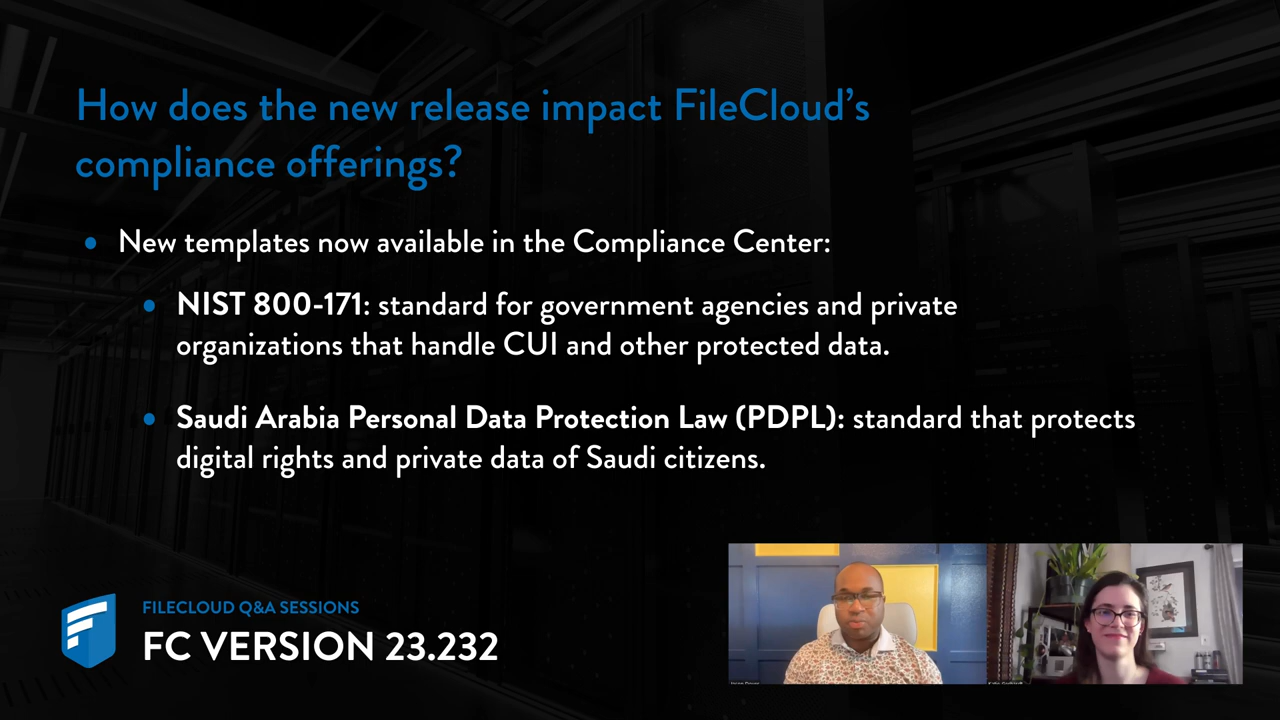 How does the new release impact FileCloud’s
compliance offerings?
• New templates now available in the Compliance Center:
• NIST 800-171: standard for government agencies and private
organizations that handle CUI and other protected data.
• Saudi Arabia Personal Data Protection Law (PDPL): standard that protects
digital rights and private data of Saudi citizens.
FILECLOUD Q&A SESSIONS
FC VERSION 23.232